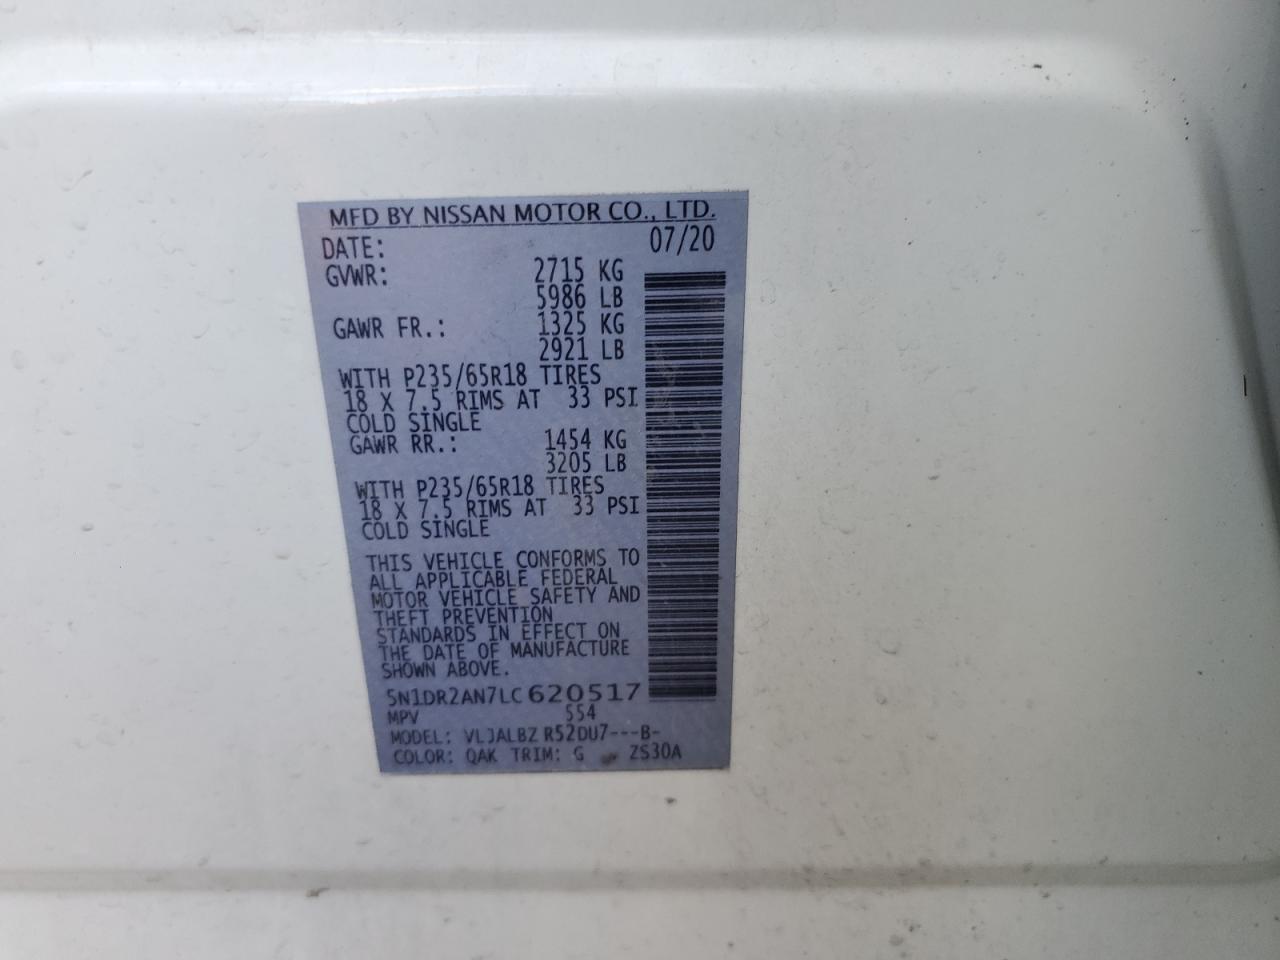 MFD BY NISSAN MOTOR CO., LTD.
DATE: 07/20
GVWR: 2715 KG
5986 LB
GAWR FR.: 1325 KG
2921 LB
WITH P235/65R18 TIRES
18 X 7.5 RIMS AT 33 PSI
COLD SINGLE
GAWR RR.: 1454 KG
3205 LB
WITH P235/65R18 TIRES
18 X 7.5 RIMS AT 33 PSI
COLD SINGLE
THIS VEHICLE CONFORMS TO
ALL APPLICABLE FEDERAL
MOTOR VEHICLE SAFETY AND
THEFT PREVENTION
STANDARDS IN EFFECT ON
THE DATE OF MANUFACTURE
SHOWN ABOVE.
5N1DR2AN7LC620517
MPV 554
MODEL: VLJALBZ R52DU7---B-
COLOR: QAK TRIM: G ZS30A